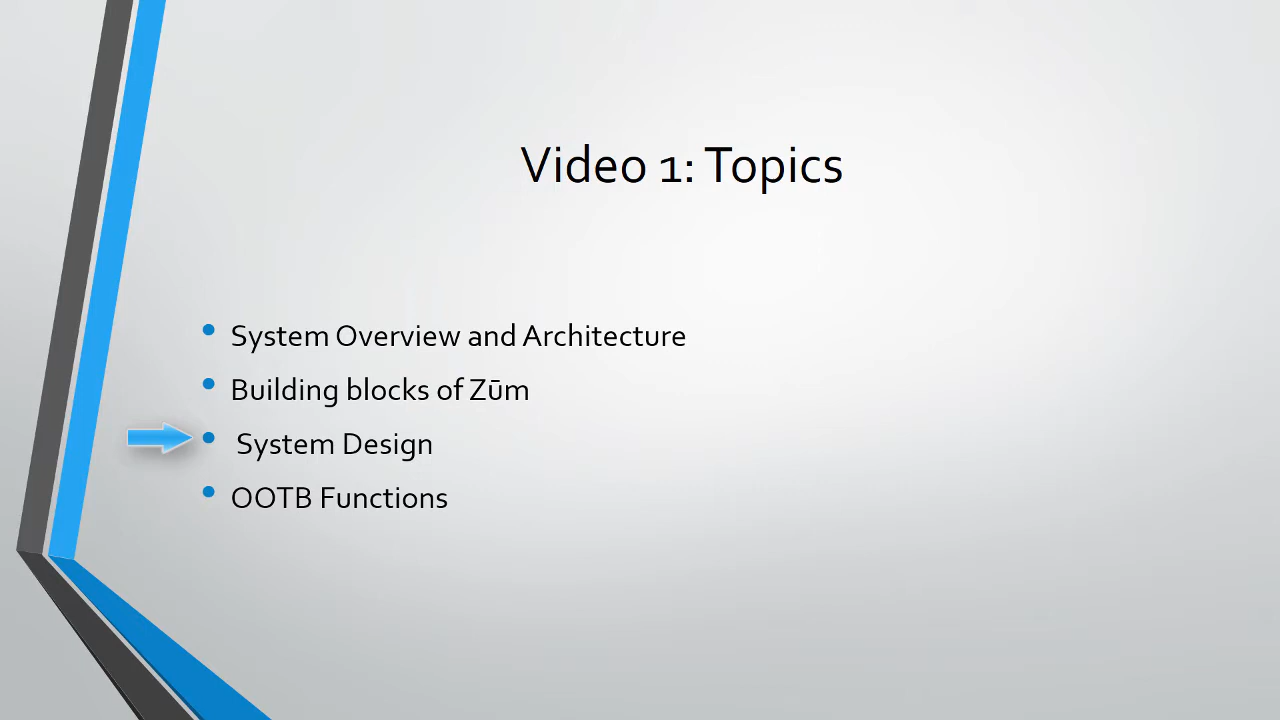 Video 1: Topics
System Overview and Architecture
Building blocks of Zūm
System Design
OOTB Functions